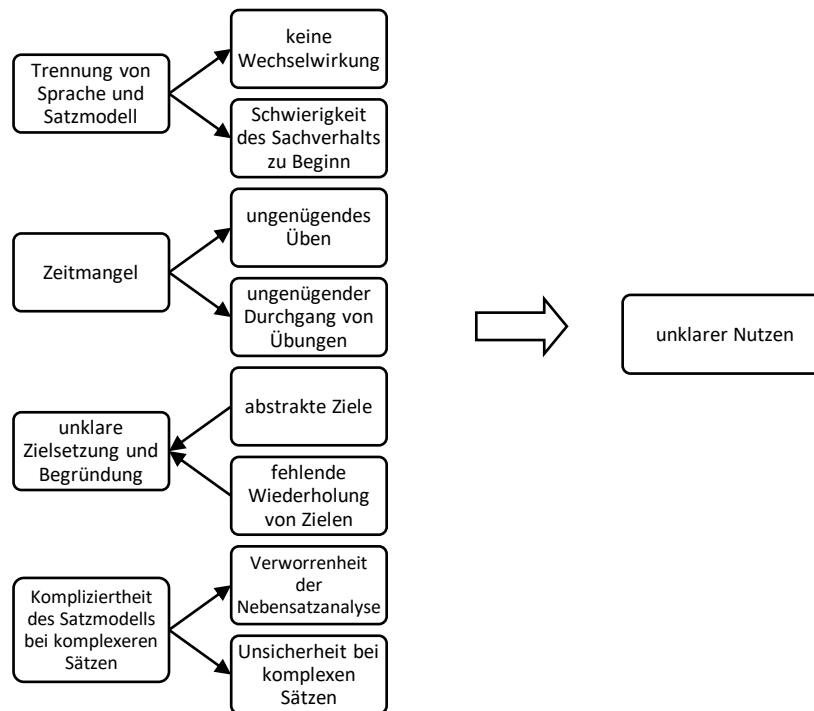 keine
Wechselwirkung
Trennung von
Sprache und
Satzmodell
Schwierigkeit
des Sachverhalts
zu Beginn
ungenügendes
Üben
Zeitmangel
ungenügender
Durchgang von
Übungen
unklarer Nutzen
abstrakte Ziele
unklare
Zielsetzung und
Begründung
fehlende
Wiederholung
von Zielen
Verworrenheit
der
Nebensatzanalyse
Kompliziertheit
des Satzmodells
bei komplexeren
Sätzen
Unsicherheit bei
komplexen
Sätzen